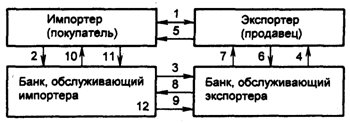 Импортер
(покупатель)
1
5
Экспортер
(продавец)
2
10
11
7
6
4
Банк, обслуживающий
импортера
12
3
8
9
Банк, обслуживающий
экспортера